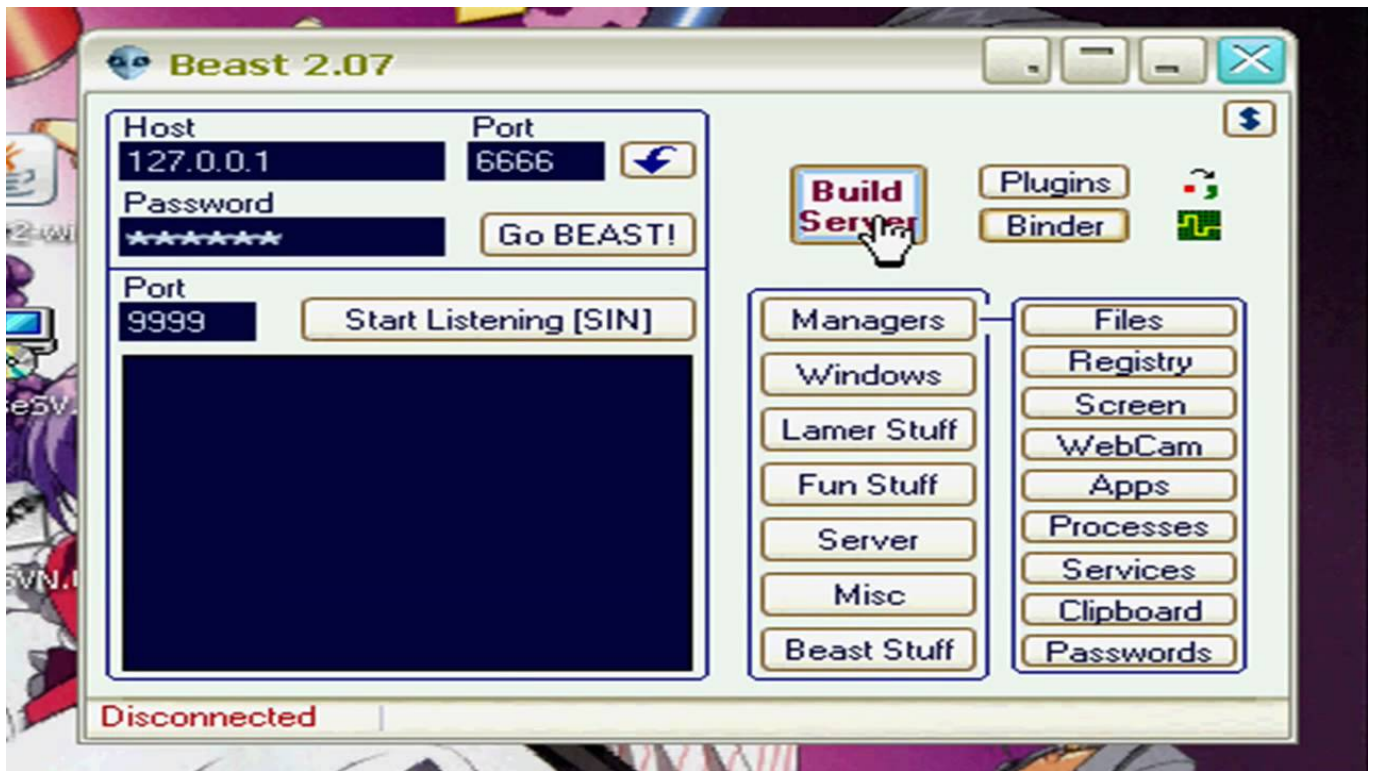 Beast 2.07
Host
Port
127.0.0.1
6666
Password
******
Go BEAST!
Port
9999
Start Listening [SIN]
Build
Server
Plugins
Binder
$
Managers
Windows
Lamer Stuff
Fun Stuff
Server
Misc
Beast Stuff
Files
Registry
Screen
WebCam
Apps
Processes
Services
Clipboard
Passwords
Disconnected